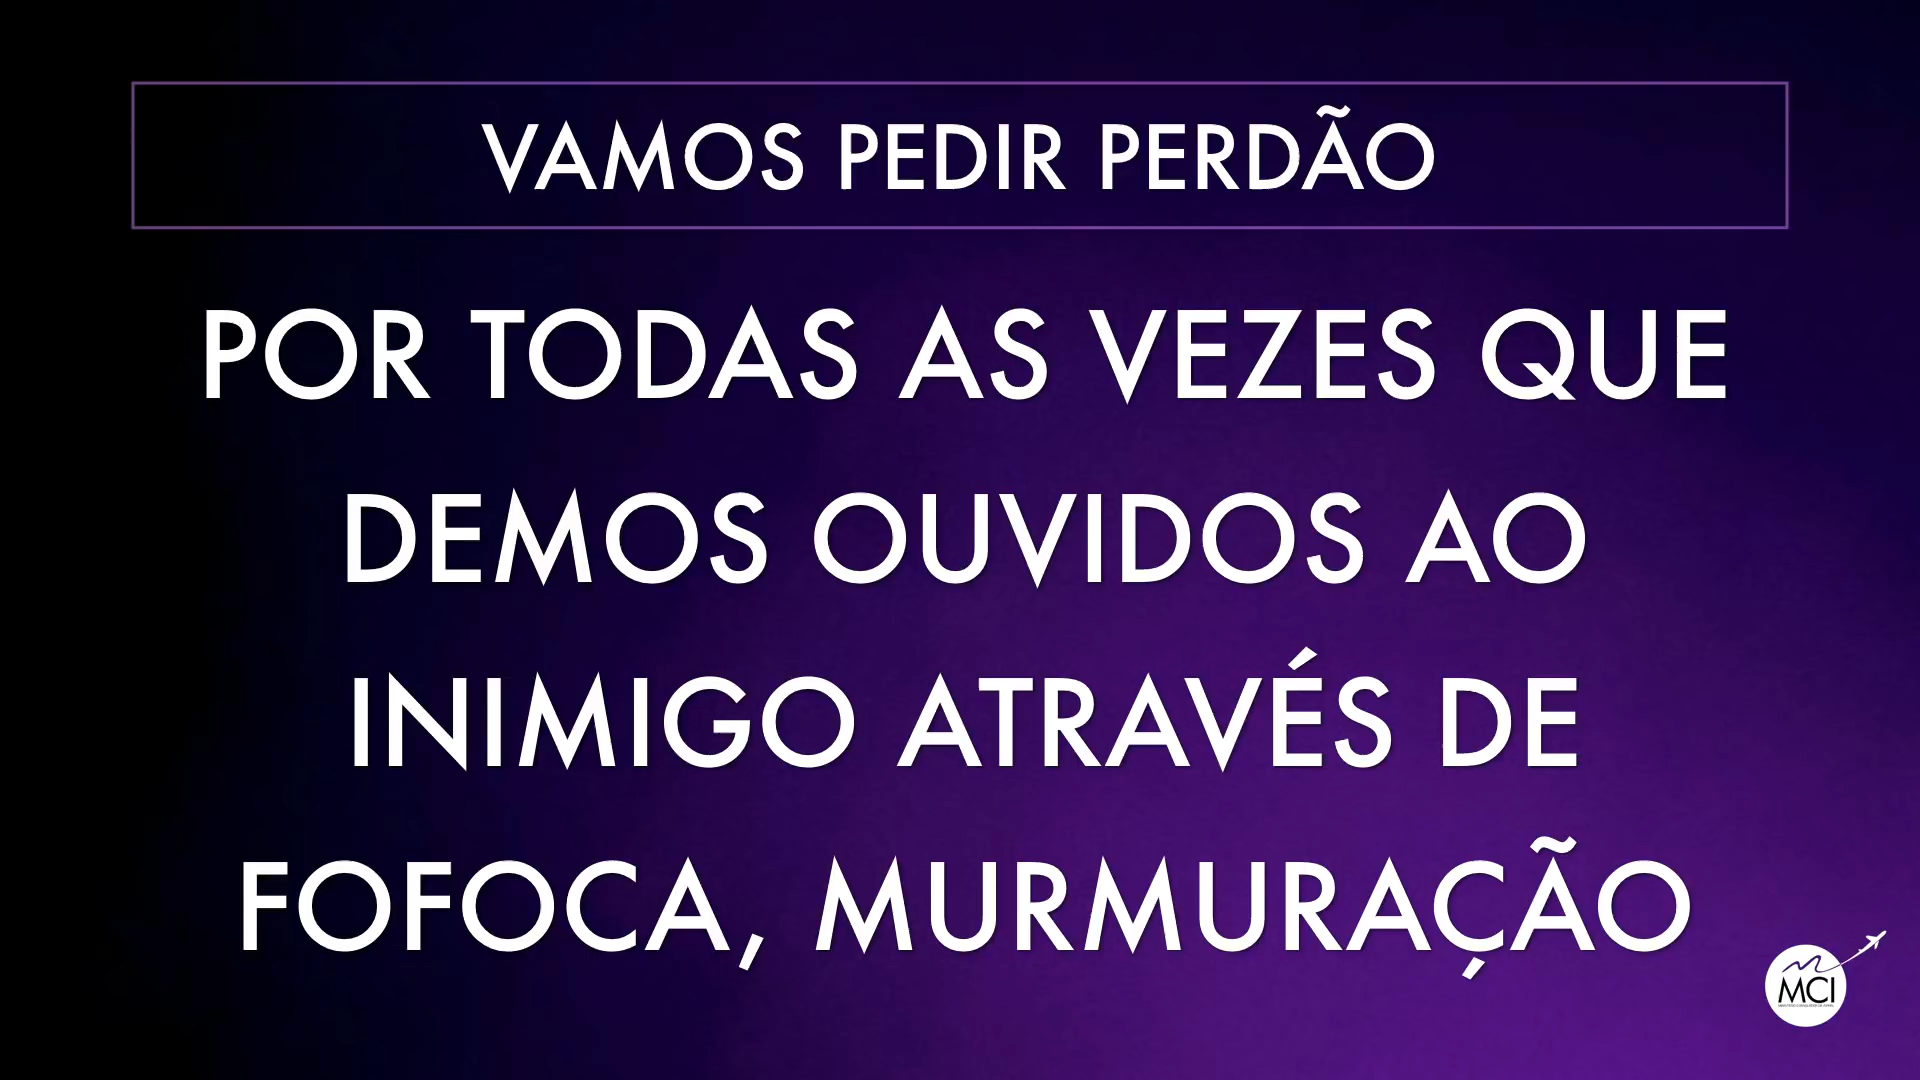 VAMOS PEDIR PERDÃO
POR TODAS AS VEZES QUE
DEMOS OUVIDOS AO
INIMIGO ATRAVÉS DE
FOFOCA, MURMURAÇÃO
MCI